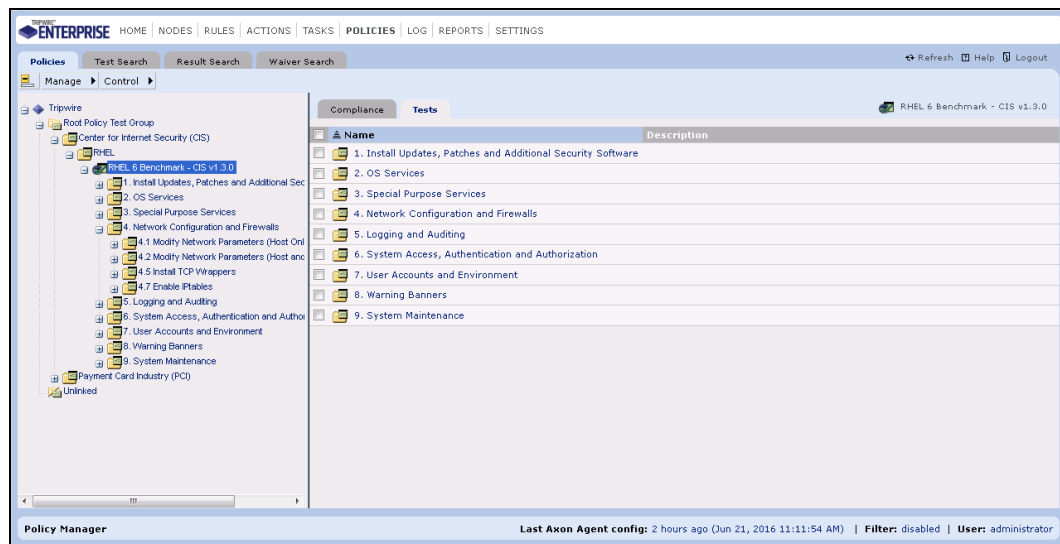 TRIPWIRE
ENTERPRISE HOME NODES RULES ACTIONS TASKS POLICIES LOG REPORTS SETTINGS
Policies Test Search Result Search Waiver Search Refresh Help Logout
Manage Control
Tripwire
Root Policy Test Group
Center for Internet Security (CIS)
RHEL
RHEL 6 Benchmark - CIS v1.3.0
1. Install Updates, Patches and Additional Sec
2. OS Services
3. Special Purpose Services
4. Network Configuration and Firewalls
4.1 Modify Network Parameters (Host Onl
4.2 Modify Network Parameters (Host anc
4.5 Install TCP Wrappers
4.7 Enable IPtables
5. Logging and Auditing
6. System Access, Authentication and Author
7. User Accounts and Environment
8. Warning Banners
9. System Maintenance
Payment Card Industry (PCI)
Unlinked
Compliance Tests RHEL 6 Benchmark - CIS v1.3.0
Name Description
1. Install Updates, Patches and Additional Security Software
2. OS Services
3. Special Purpose Services
4. Network Configuration and Firewalls
5. Logging and Auditing
6. System Access, Authentication and Authorization
7. User Accounts and Environment
8. Warning Banners
9. System Maintenance
Policy Manager Last Axon Agent config: 2 hours ago (Jun 21, 2016 11:11:54 AM) | Filter: disabled | User: administrator